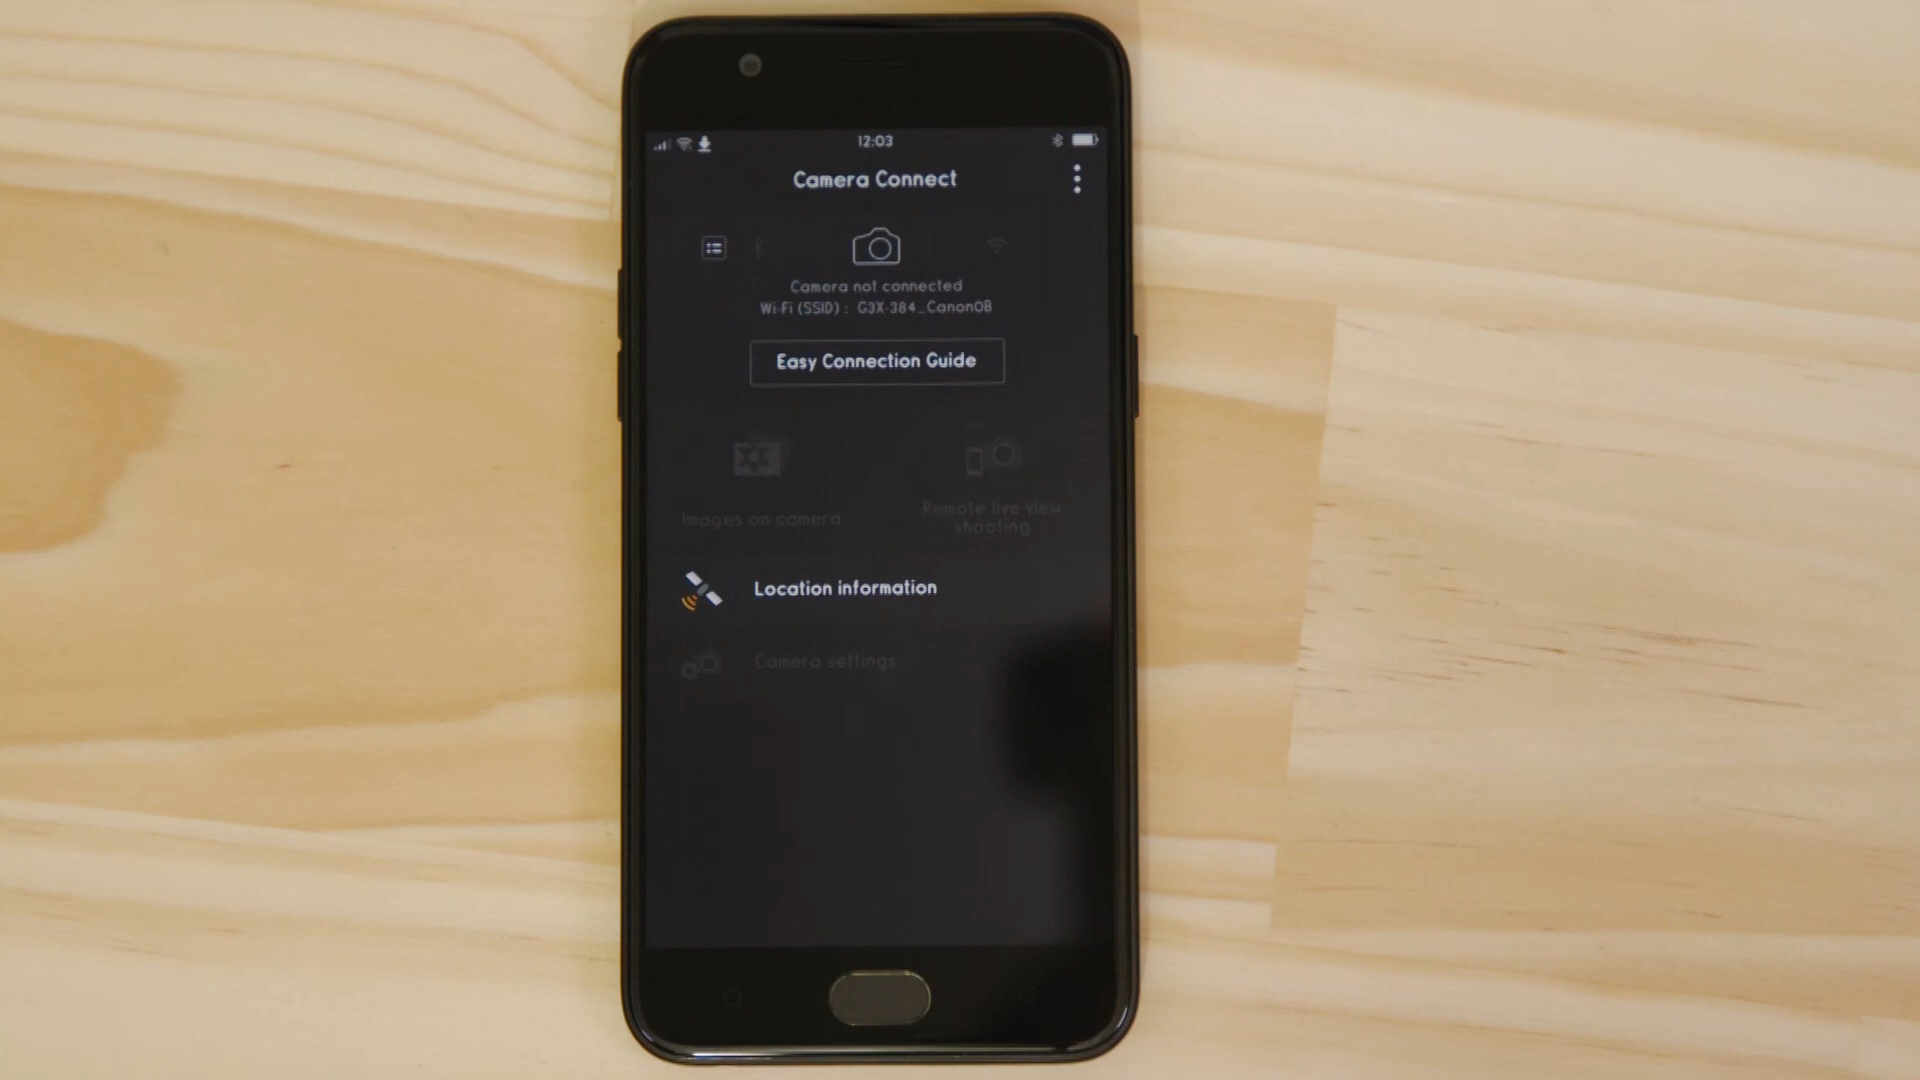 12:03
Camera Connect
Camera not connected
Wi-Fi (SSID) : G3X-384_Canon0B
Easy Connection Guide
Images on camera
Remote live view
shooting
Location information
Camera settings